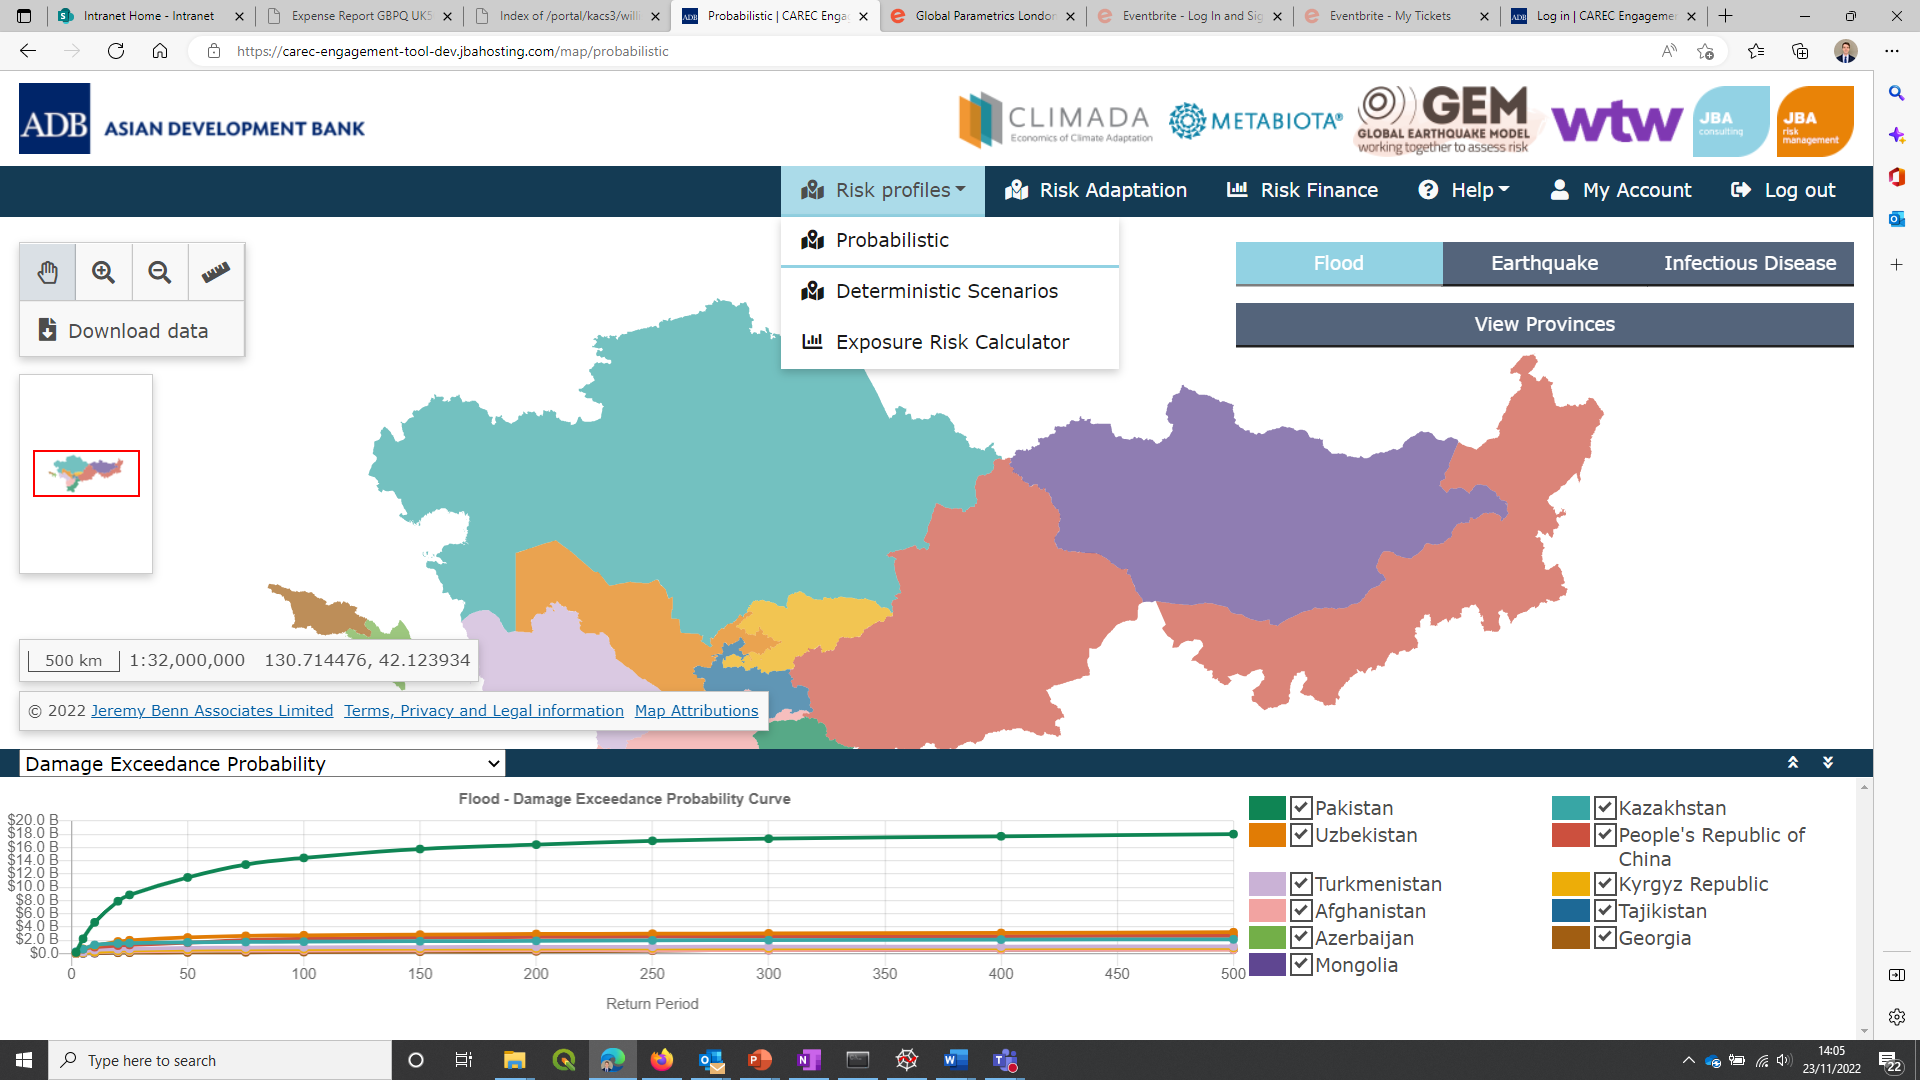 Intranet Home - Intranet
Expense Report GBPQ UK5
Index of /portal/kacs3/willi
Probabilistic | CAREC Enga
Global Parametrics London
Eventbrite - Log In and Sig
Eventbrite - My Tickets
Log in | CAREC Engagemen
https://carec-engagement-tool-dev.jbahosting.com/map/probabilistic
ADB ASIAN DEVELOPMENT BANK
CLIMADA
Economics of Climate Adaptation
METABIOTA®
GEM
GLOBAL EARTHQUAKE MODEL
working together to assess risk
wtw
JBA
consulting
JBA
risk
management
Risk profiles
Risk Adaptation
Risk Finance
Help
My Account
Log out
Probabilistic
Deterministic Scenarios
Exposure Risk Calculator
Flood
Earthquake
Infectious Disease
View Provinces
Download data
500 km 1:32,000,000 130.714476, 42.123934
© 2022 Jeremy Benn Associates Limited Terms, Privacy and Legal information Map Attributions
Damage Exceedance Probability
Flood - Damage Exceedance Probability Curve
$20.0 B
$18.0 B
$16.0 B
$14.0 B
$12.0 B
$10.0 B
$8.0 B
$6.0 B
$4.0 B
$2.0 B
$0.0
0 50 100 150 200 250 300 350 400 450 500
Return Period
Pakistan
Kazakhstan
Uzbekistan
People's Republic of
China
Turkmenistan
Kyrgyz Republic
Afghanistan
Tajikistan
Azerbaijan
Georgia
Mongolia
Type here to search
14:05
23/11/2022
22